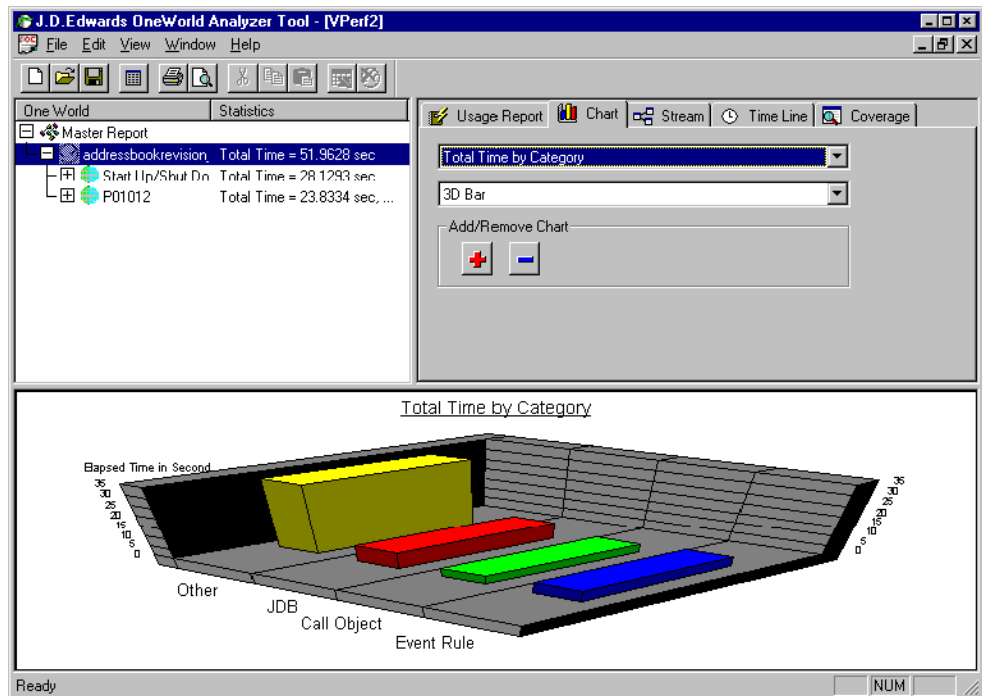 J.D.Edwards OneWorld Analyzer Tool - [VPerf2]
File Edit View Window Help
One World Statistics
Master Report
addressbookrevision_ Total Time = 51.9628 sec
Start Up/Shut Do Total Time = 28.1293 sec
P01012 Total Time = 23.8334 sec, ...
Usage Report Chart Stream Time Line Coverage
Total Time by Category
3D Bar
Add/Remove Chart
Total Time by Category
Elapsed Time in Second
35
30
25
20
15
10
5
0
35
30
25
20
15
10
5
0
Other
JDB
Call Object
Event Rule
Ready NUM